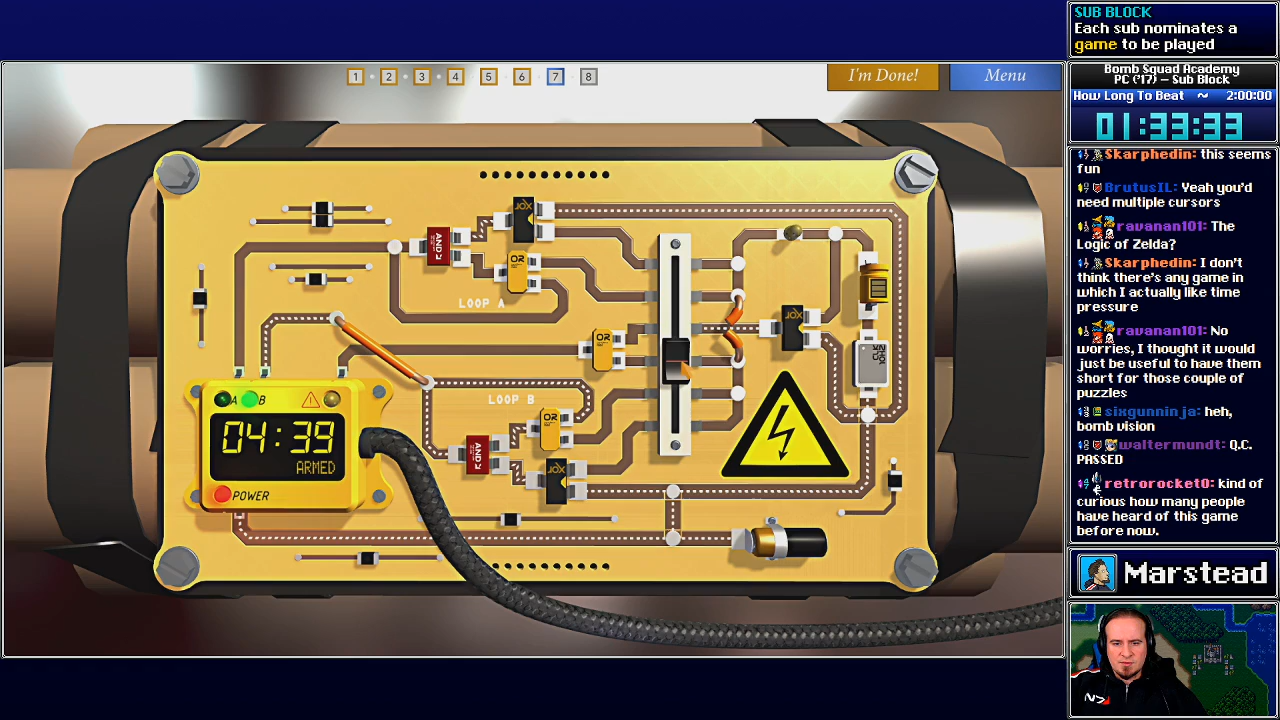 1 2 3 4 5 6 7 8
I'm Done!
Menu
XOR
AND
OR
LOOP A
OR
XOR
LOOP B
OR
AND
XOR
A B
04:39
ARMED
POWER
SUB BLOCK
Each sub nominates a
game to be played
Bomb Squad Academy
PC ('17) – Sub Block
How Long To Beat ~ 2:00:00
01:33:33
Skarphedin: this seems
fun
BrutusIL: Yeah you'd
need multiple cursors
ravanan101: The
Logic of Zelda?
Skarphedin: I don't
think there's any game in
which I actually like time
pressure
ravanan101: No
worries, I thought it would
just be useful to have them
short for those couple of
puzzles
sixgunnin_ja: heh,
bomb vision
waltermundt: Q.C.
PASSED
retrorocket0: kind of
curious how many people
have heard of this game
before now.
Marstead